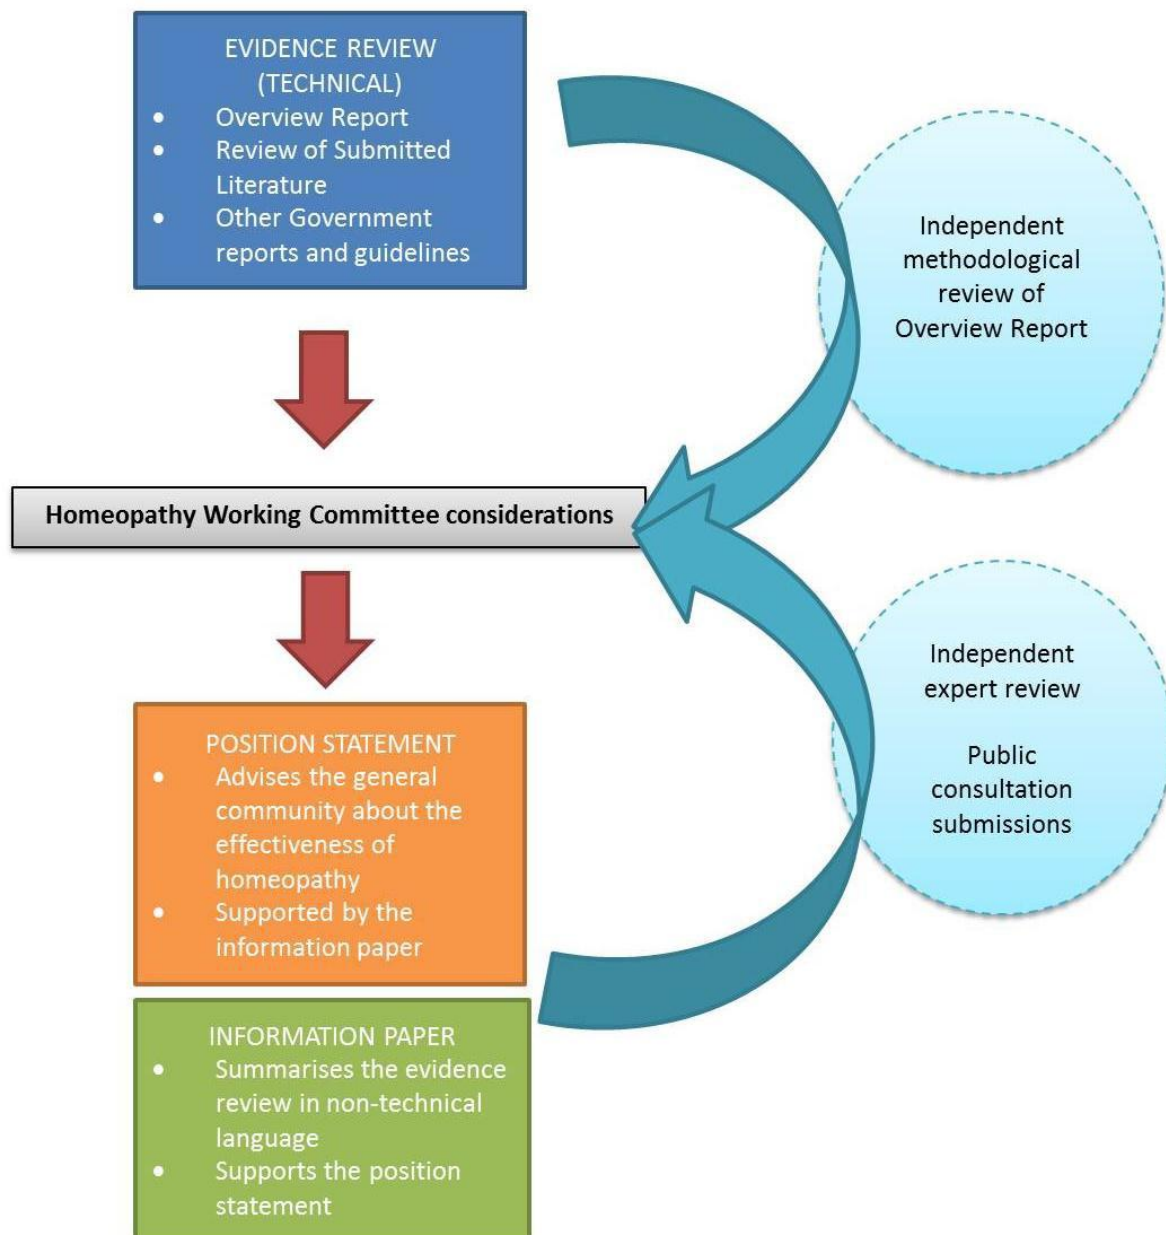 EVIDENCE REVIEW
(TECHNICAL)
• Overview Report
• Review of Submitted
Literature
• Other Government
reports and guidelines
Independent
methodological
review of
Overview Report
Homeopathy Working Committee considerations
Independent
expert review
Public
consultation
submissions
POSITION STATEMENT
• Advises the general
community about the
effectiveness of
homeopathy
• Supported by the
information paper
INFORMATION PAPER
• Summarises the evidence
review in non-technical
language
• Supports the position
statement